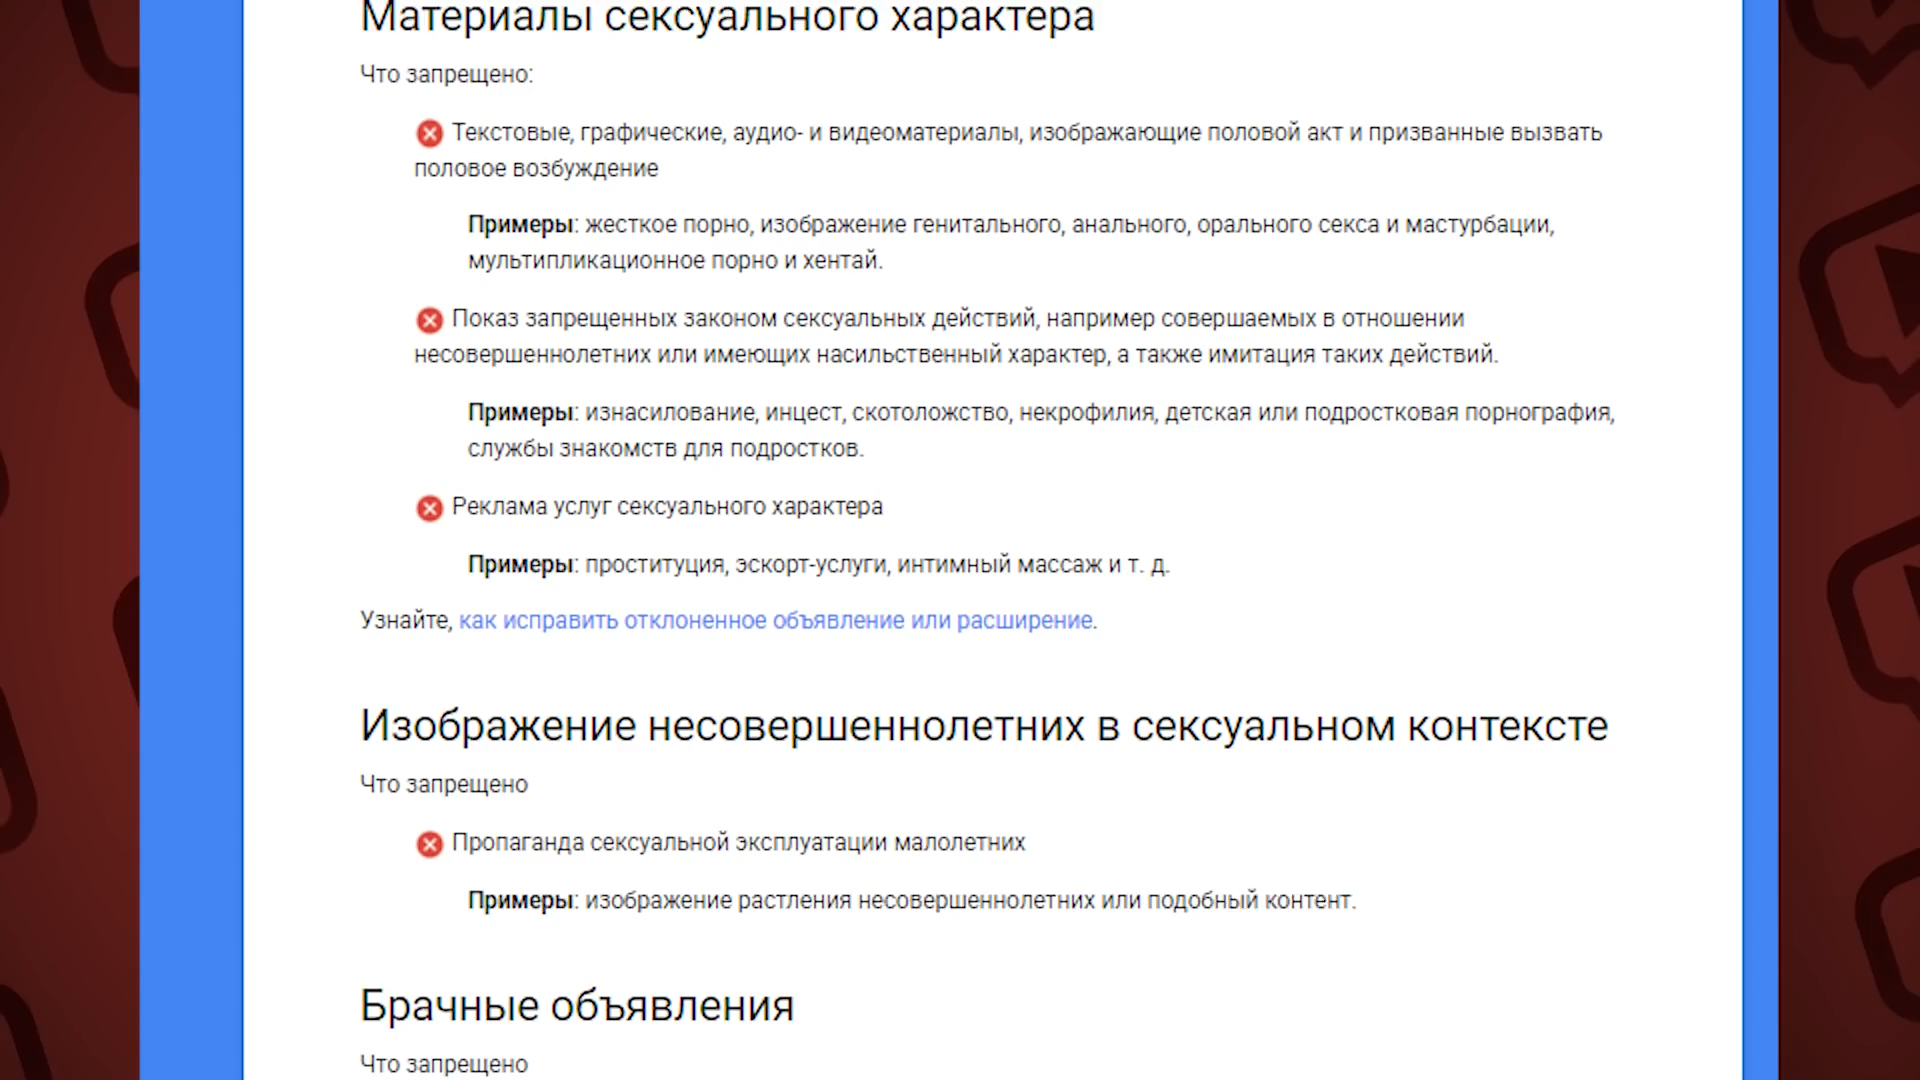 Материалы сексуального характера
Что запрещено:
Текстовые, графические, аудио- и видеоматериалы, изображающие половой акт и призванные вызвать
половое возбуждение
Примеры: жесткое порно, изображение генитального, анального, орального секса и мастурбации,
мультипликационное порно и хентай.
Показ запрещенных законом сексуальных действий, например совершаемых в отношении
несовершеннолетних или имеющих насильственный характер, а также имитация таких действий.
Примеры: изнасилование, инцест, скотоложство, некрофилия, детская или подростковая порнография,
службы знакомств для подростков.
Реклама услуг сексуального характера
Примеры: проституция, эскорт-услуги, интимный массаж и т. д.
Узнайте, как исправить отклоненное объявление или расширение.
Изображение несовершеннолетних в сексуальном контексте
Что запрещено
Пропаганда сексуальной эксплуатации малолетних
Примеры: изображение растления несовершеннолетних или подобный контент.
Брачные объявления
Что запрещено